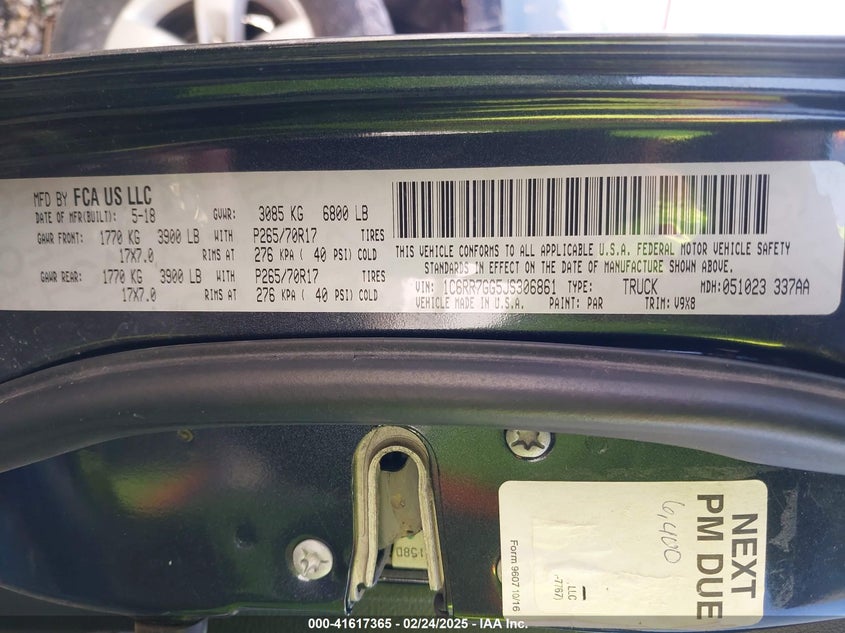 MFD BY FCA US LLC
DATE OF MFR(BUILT): 5-18 GVWR: 3085 KG 6800 LB
GAWR FRONT: 1770 KG 3900 LB WITH P265/70R17 TIRES
17X7.0 RIMS AT 276 KPA ( 40 PSI) COLD
GAWR REAR: 1770 KG 3900 LB WITH P265/70R17 TIRES
17X7.0 RIMS AT 276 KPA ( 40 PSI) COLD
THIS VEHICLE CONFORMS TO ALL APPLICABLE U.S.A. FEDERAL MOTOR VEHICLE SAFETY
STANDARDS IN EFFECT ON THE DATE OF MANUFACTURE SHOWN ABOVE.
VIN: 1C6RR7GG5JS306861 TYPE: TRUCK MDH: 051023 337AA
VEHICLE MADE IN U.S.A. PAINT: PAR TRIM: V9X8
158D
NEXT
PM DUE
6,400
LLC
-7767)
Form 9607 10/16
000-41617365 - 02/24/2025 - IAA Inc.